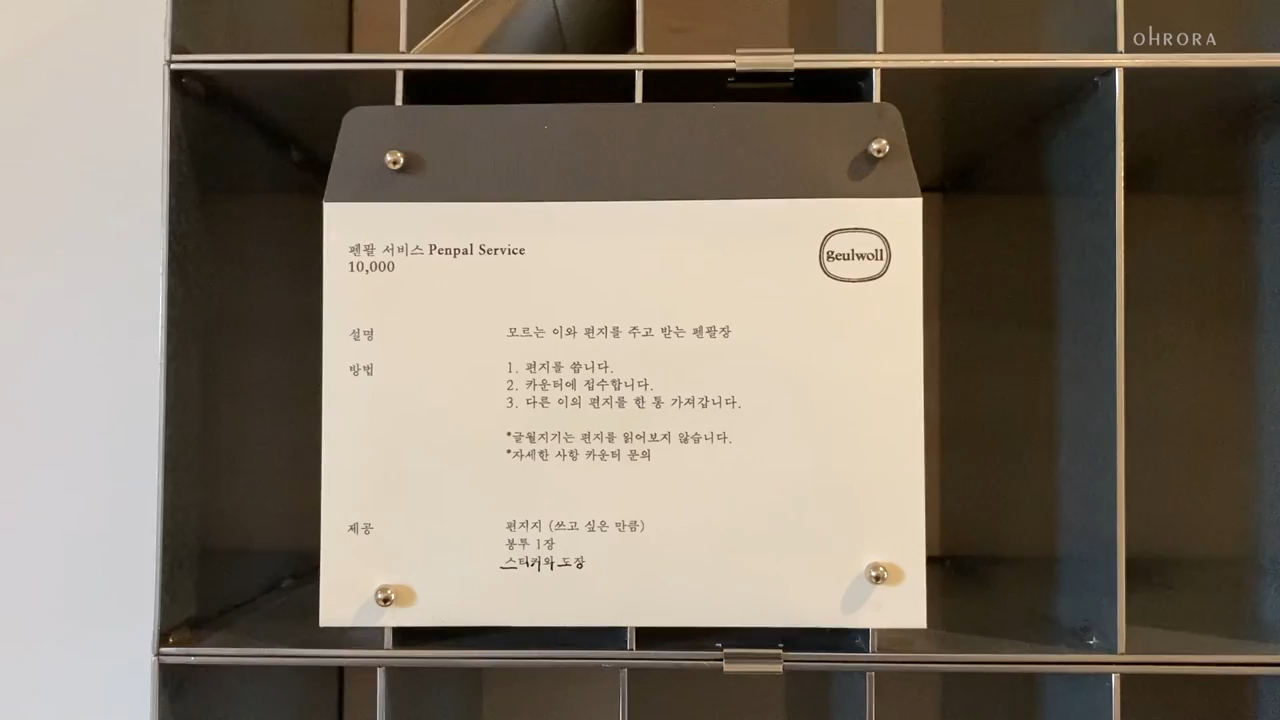 OHRORA
펜팔 서비스 Penpal Service
10,000
geulwoll
설명
모르는 이와 편지를 주고 받는 펜팔장
방법
1. 편지를 씁니다.
2. 카운터에 접수합니다.
3. 다른 이의 편지를 한 통 가져갑니다.
*글월지기는 편지를 읽어보지 않습니다.
*자세한 사항 카운터 문의
제공
편지지 (쓰고 싶은 만큼)
봉투 1장
스티커와 도장